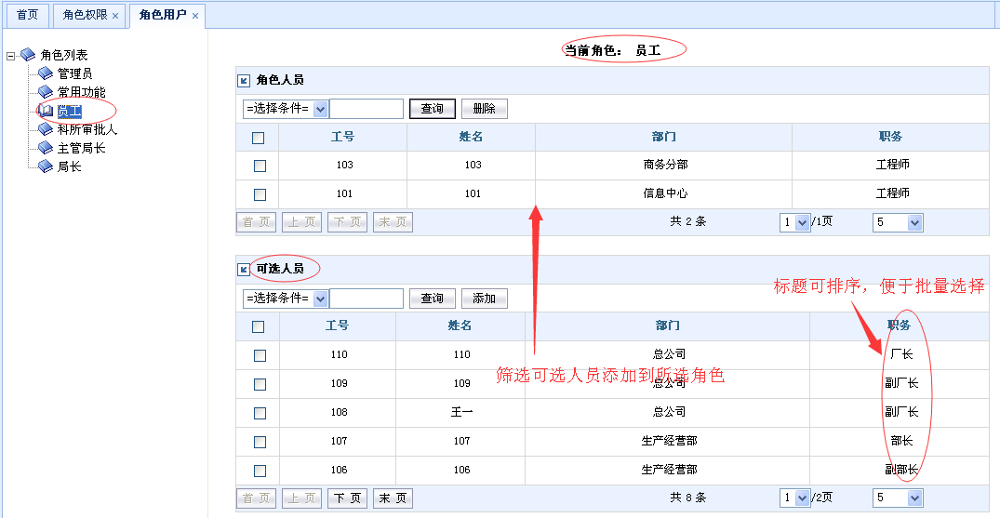 首页 角色权限 × 角色用户 ×
角色列表
管理员
常用功能
员工
科所审批人
主管局长
局长
当前角色： 员工
角色人员
=选择条件= 查询 删除
工号 姓名 部门 职务
103 103 商务分部 工程师
101 101 信息中心 工程师
首 页 上 页 下 页 末 页 共 2 条 1 /1页 5
可选人员
标题可排序，便于批量选择
=选择条件= 查询 添加
工号 姓名 部门 职务
110 110 总公司 厂长
筛选可选人员添加到所选角色
109 109 总公司 副厂长
108 王一 总公司 副厂长
107 107 生产经营部 部长
106 106 生产经营部 副部长
首 页 上 页 下 页 末 页 共 8 条 1 /2页 5